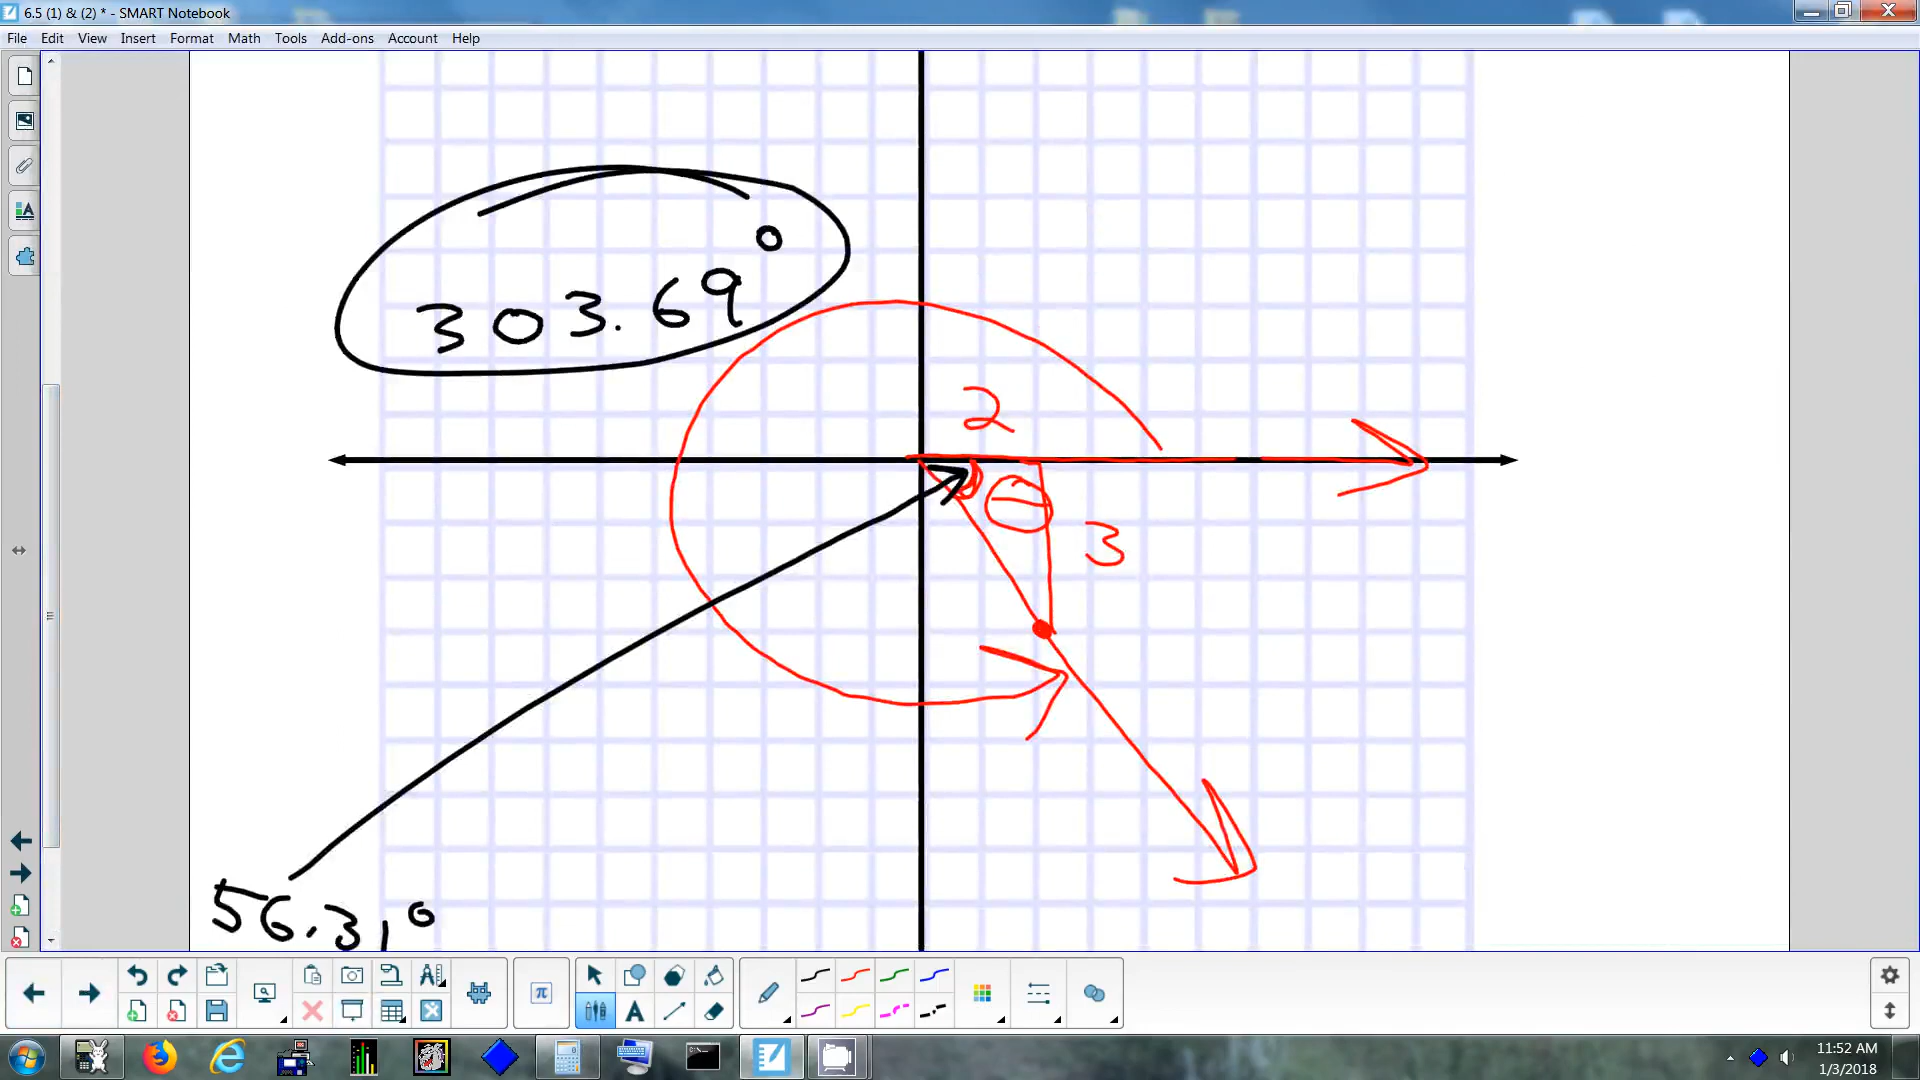 6.5 (1) & (2) * - SMART Notebook
File Edit View Insert Format Math Tools Add-ons Account Help
303.69°
2
θ
3
56.31°
π
A
11:52 AM
1/3/2018